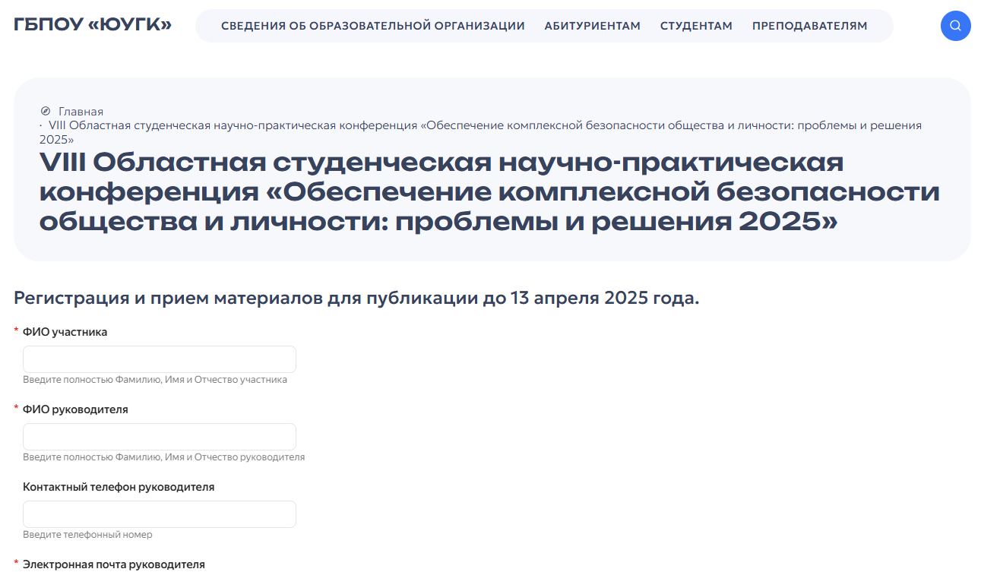 ГБПОУ «ЮУГК»
СВЕДЕНИЯ ОБ ОБРАЗОВАТЕЛЬНОЙ ОРГАНИЗАЦИИ АБИТУРИЕНТАМ СТУДЕНТАМ ПРЕПОДАВАТЕЛЯМ
Главная
· VIII Областная студенческая научно-практическая конференция «Обеспечение комплексной безопасности общества и личности: проблемы и решения
2025»
VIII Областная студенческая научно-практическая
конференция «Обеспечение комплексной безопасности
общества и личности: проблемы и решения 2025»
Регистрация и прием материалов для публикации до 13 апреля 2025 года.
* ФИО участника
Введите полностью Фамилию, Имя и Отчество участника
* ФИО руководителя
Введите полностью Фамилию, Имя и Отчество руководителя
Контактный телефон руководителя
Введите телефонный номер
* Электронная почта руководителя